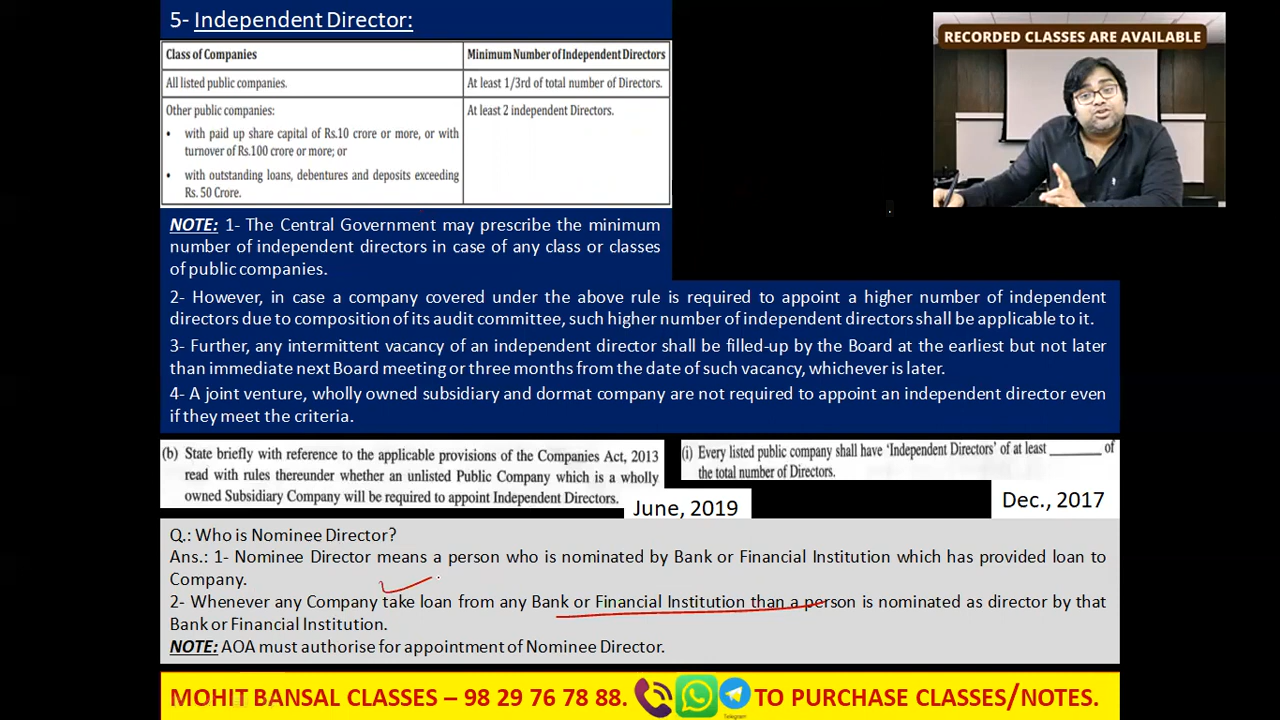 5- Independent Director:
RECORDED CLASSES ARE AVAILABLE
Class of Companies
Minimum Number of Independent Directors
All listed public companies.
At least 1/3rd of total number of Directors.
Other public companies:
At least 2 independent Directors.
• with paid up share capital of Rs.10 crore or more, or with
turnover of Rs.100 crore or more; or
• with outstanding loans, debentures and deposits exceeding
Rs. 50 Crore.
NOTE: 1- The Central Government may prescribe the minimum
number of independent directors in case of any class or classes
of public companies.
2- However, in case a company covered under the above rule is required to appoint a higher number of independent
directors due to composition of its audit committee, such higher number of independent directors shall be applicable to it.
3- Further, any intermittent vacancy of an independent director shall be filled-up by the Board at the earliest but not later
than immediate next Board meeting or three months from the date of such vacancy, whichever is later.
4- A joint venture, wholly owned subsidiary and dormat company are not required to appoint an independent director even
if they meet the criteria.
(b) State briefly with reference to the applicable provisions of the Companies Act, 2013
read with rules thereunder whether an unlisted Public Company which is a wholly
owned Subsidiary Company will be required to appoint Independent Directors.
June, 2019
(i) Every listed public company shall have 'Independent Directors' of at least ________ of
the total number of Directors.
Dec., 2017
Q.: Who is Nominee Director?
Ans.: 1- Nominee Director means a person who is nominated by Bank or Financial Institution which has provided loan to
Company.
2- Whenever any Company take loan from any Bank or Financial Institution than a person is nominated as director by that
Bank or Financial Institution.
NOTE: AOA must authorise for appointment of Nominee Director.
MOHIT BANSAL CLASSES – 98 29 76 78 88.
TO PURCHASE CLASSES/NOTES.
Telegram